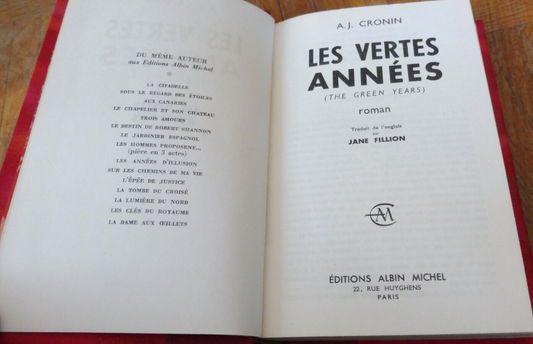 DU MÊME AUTEUR
aux Editions Albin Michel
LA CITADELLE
SOUS LE REGARD DES ÉTOILES
AUX CANARIES
LE CHAPELIER ET SON CHATEAU
TROIS AMOURS
LE DESTIN DE ROBERT SHANNON
LE JARDINIER ESPAGNOL
LES HOMMES PROPOSENT...
(pièce en 3 actes)
LES ANNÉES D'ILLUSION
SUR LES CHEMINS DE MA VIE
L'ÉPÉE DE JUSTICE
LA TOMBE DU CROISÉ
LA LUMIÈRE DU NORD
LES CLÉS DU ROYAUME
LA DAME AUX ŒILLETS
A.J. CRONIN
LES VERTES
ANNÉES
(THE GREEN YEARS)
roman
Traduit de l'anglais
par
JANE FILLION
AM
ÉDITIONS ALBIN MICHEL
22, RUE HUYGHENS
PARIS